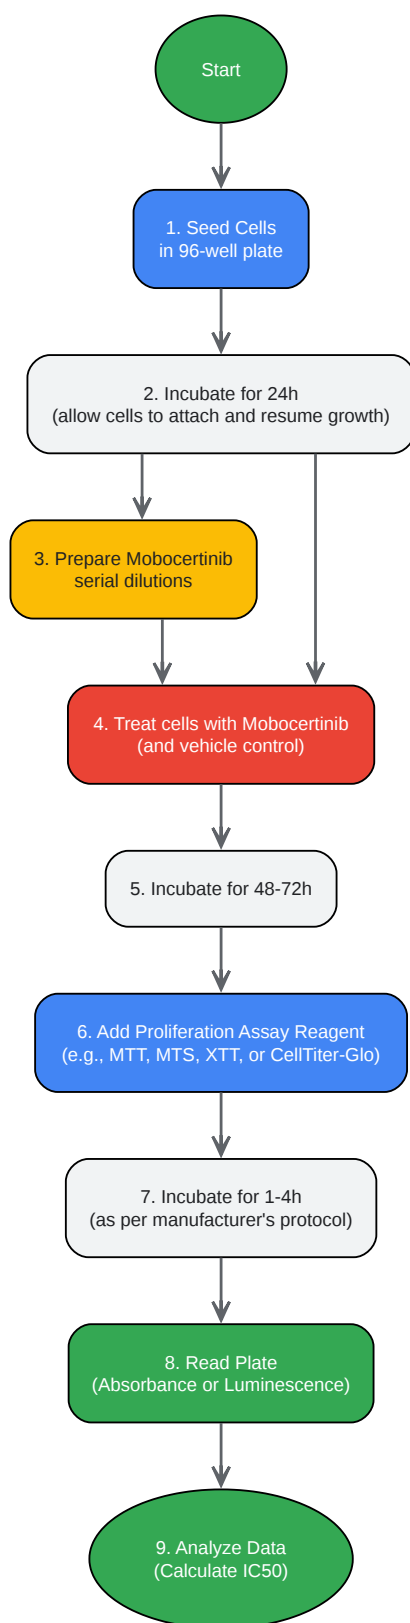 Start
1. Seed Cells
in 96-well plate
2. Incubate for 24h
(allow cells to attach and resume growth)
3. Prepare Mobocertinib
serial dilutions
4. Treat cells with Mobocertinib
(and vehicle control)
5. Incubate for 48-72h
6. Add Proliferation Assay Reagent
(e.g., MTT, MTS, XTT, or CellTiter-Glo)
7. Incubate for 1-4h
(as per manufacturer's protocol)
8. Read Plate
(Absorbance or Luminescence)
9. Analyze Data
(Calculate IC50)